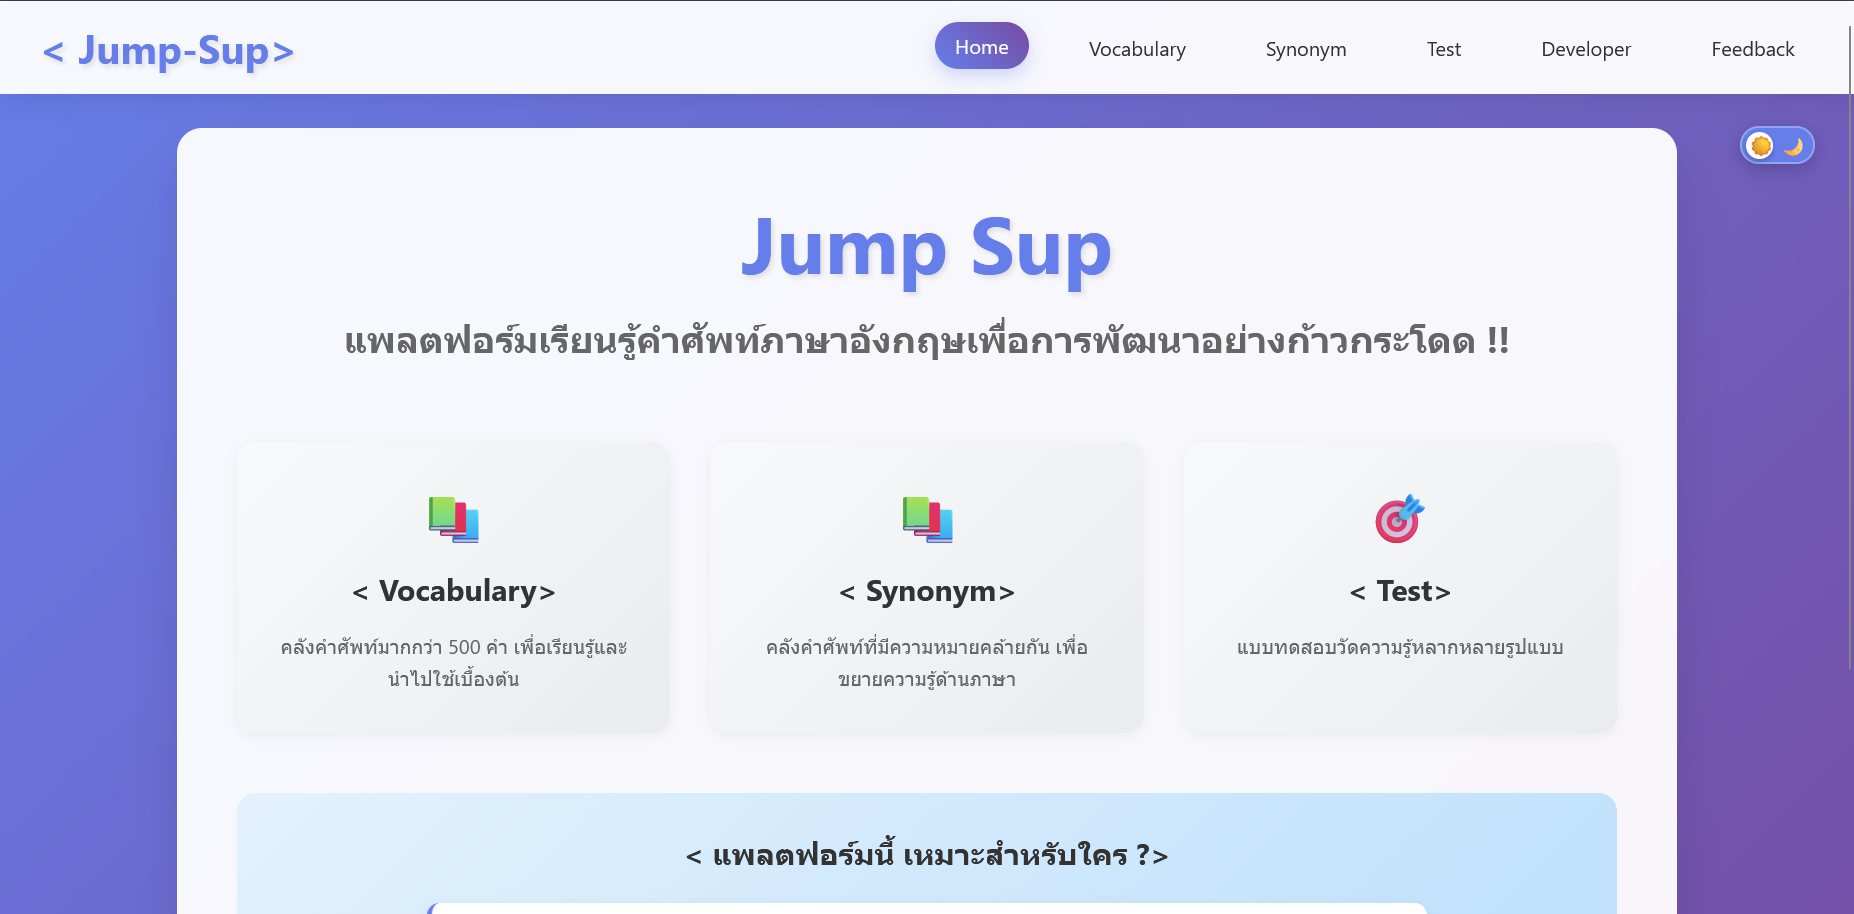 < Jump-Sup>
Home
Vocabulary
Synonym
Test
Developer
Feedback
Jump Sup
แพลตฟอร์มเรียนรู้คำศัพท์ภาษาอังกฤษเพื่อการพัฒนาอย่างก้าวกระโดด !!
< Vocabulary>
คลังคำศัพท์มากกว่า 500 คำ เพื่อเรียนรู้และ
นำไปใช้เบื้องต้น
< Synonym>
คลังคำศัพท์ที่มีความหมายคล้ายกัน เพื่อ
ขยายความรู้ด้านภาษา
< Test>
แบบทดสอบวัดความรู้หลากหลายรูปแบบ
< แพลตฟอร์มนี้ เหมาะสำหรับใคร ?>